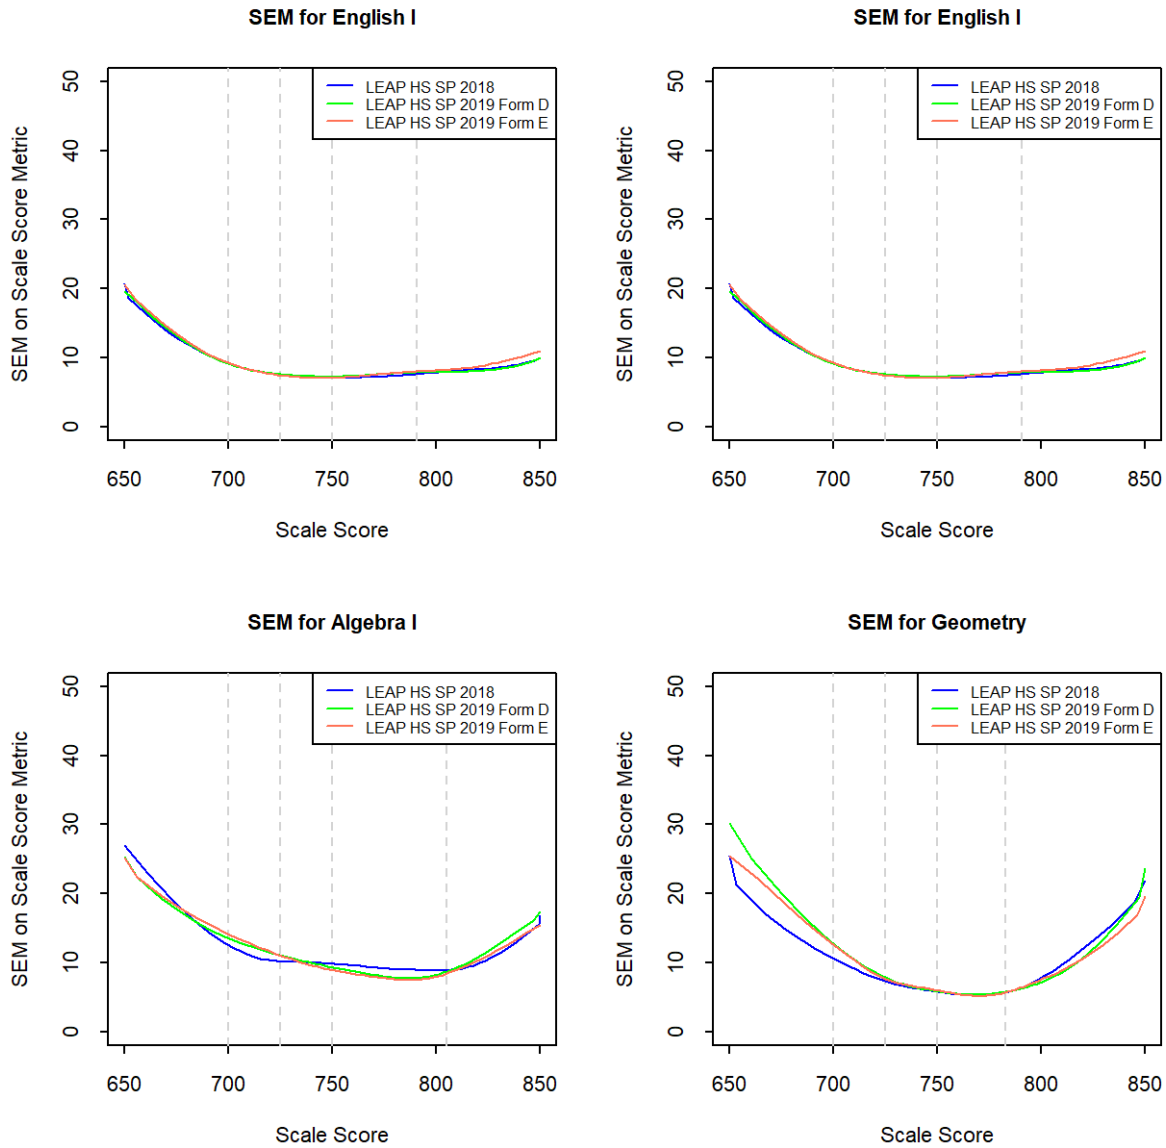 SEM for English I
50
40
30
20
10
0
SEM on Scale Score Metric
LEAP HS SP 2018
LEAP HS SP 2019 Form D
LEAP HS SP 2019 Form E
650 700 750 800 850
Scale Score
SEM for English I
50
40
30
20
10
0
SEM on Scale Score Metric
LEAP HS SP 2018
LEAP HS SP 2019 Form D
LEAP HS SP 2019 Form E
650 700 750 800 850
Scale Score
SEM for Algebra I
50
40
30
20
10
0
SEM on Scale Score Metric
LEAP HS SP 2018
LEAP HS SP 2019 Form D
LEAP HS SP 2019 Form E
650 700 750 800 850
Scale Score
SEM for Geometry
50
40
30
20
10
0
SEM on Scale Score Metric
LEAP HS SP 2018
LEAP HS SP 2019 Form D
LEAP HS SP 2019 Form E
650 700 750 800 850
Scale Score